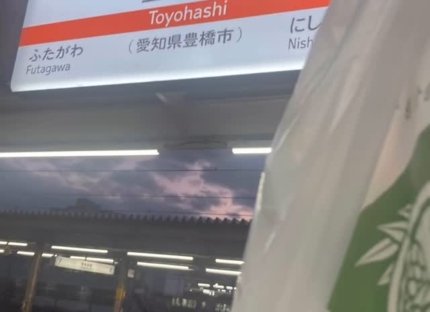 Toyohashi
ふたがわ
Futagawa
(愛知県豊橋市)
にし
Nish